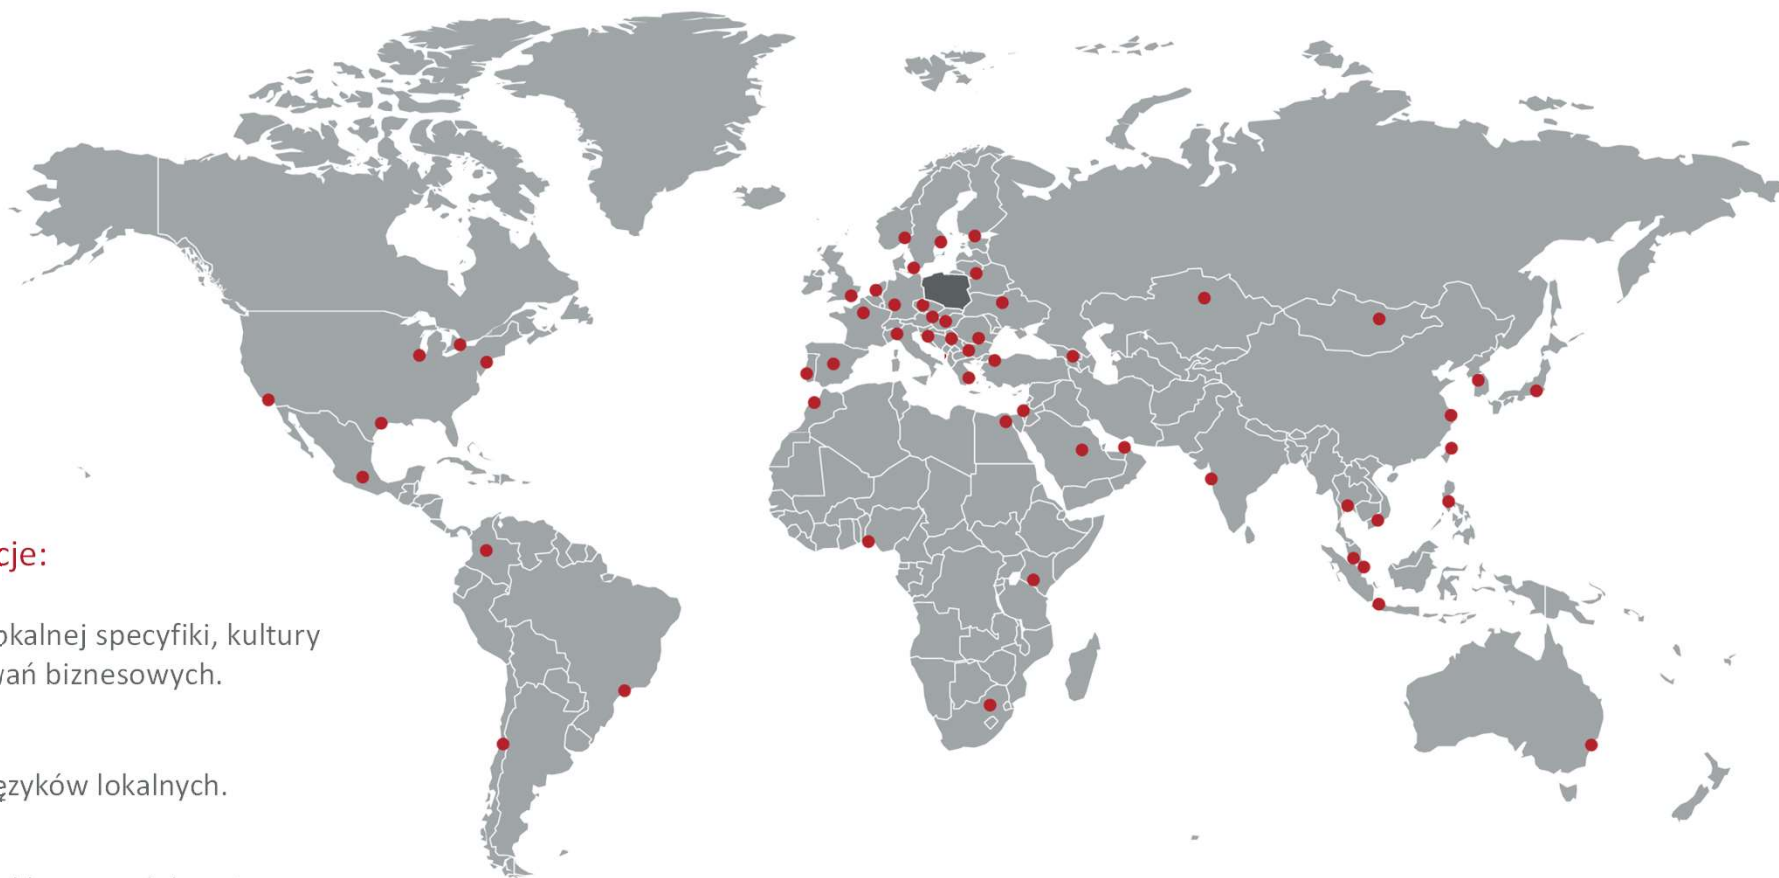 cje:
okalnej specyfiki, kultury
wań biznesowych.
ęzyków lokalnych.